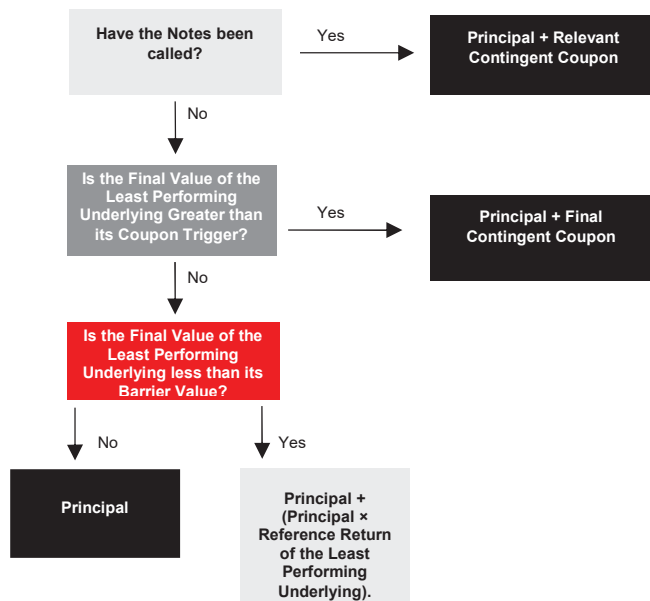 Have the Notes been
called?
Yes
Principal + Relevant
Contingent Coupon
No
Is the Final Value of the
Least Performing
Underlying Greater than
its Coupon Trigger?
Yes
Principal + Final
Contingent Coupon
No
Is the Final Value of the
Least Performing
Underlying less than its
Barrier Value?
No
Yes
Principal
Principal +
(Principal ×
Reference Return
of the Least
Performing
Underlying).